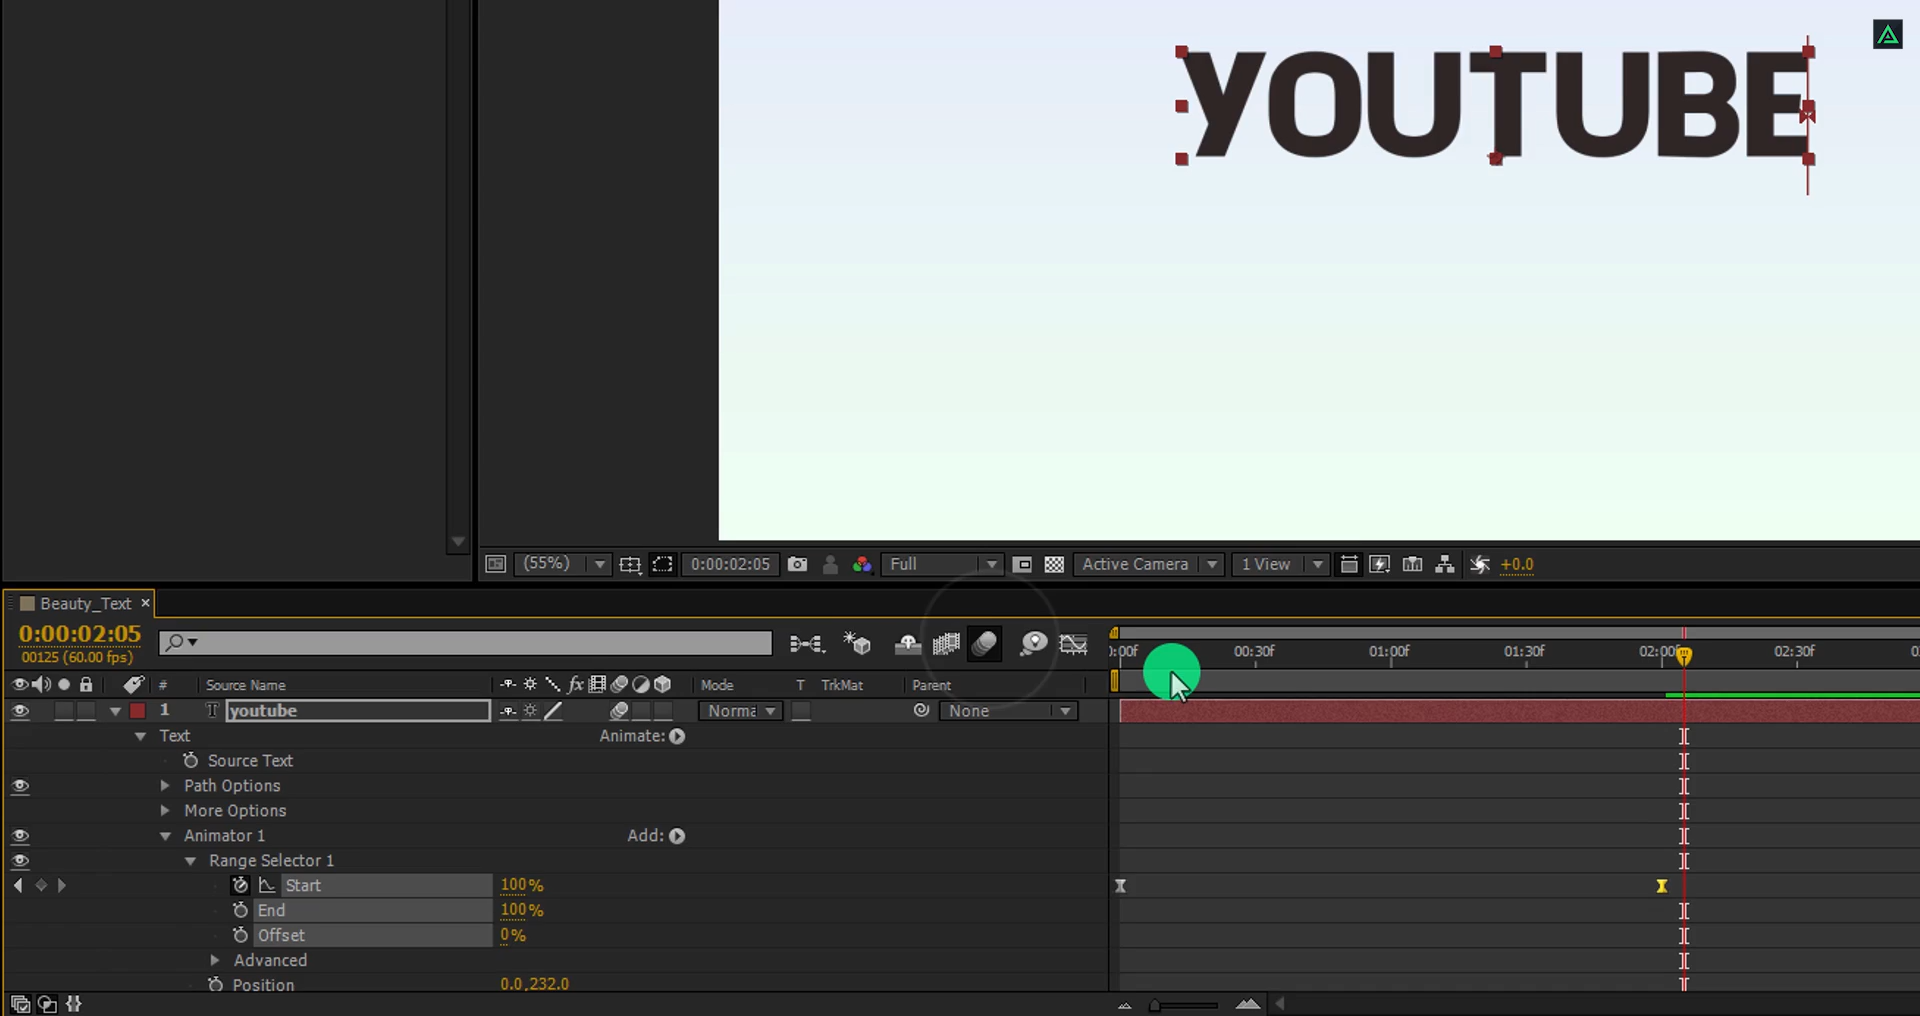 YOUTUBE
(55%) 0:00:02:05 Full Active Camera 1 View +0.0
Beauty_Text ×
0:00:02:05
00125 (60.00 fps)
):00f 00:30f 01:00f 01:30f 02:00f 02:30f
# Source Name fx Mode T TrkMat Parent
1 T youtube Norma None
Text Animate:
Source Text
Path Options
More Options
Animator 1 Add:
Range Selector 1
Start 100%
End 100%
Offset 0%
Advanced
Position 0.0,232.0